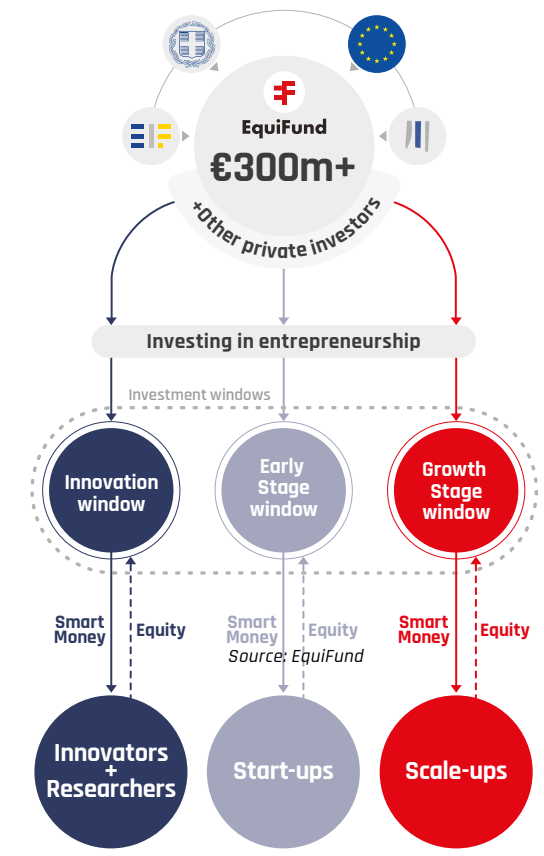 EIF
EquiFund
€300m+
+Other private investors
Investing in entrepreneurship
Investment windows
Innovation
window
Early
Stage
window
Growth
Stage
window
Smart
Money
Equity
Smart
Money
Equity
Smart
Money
Equity
Source: EquiFund
Innovators
+
Researchers
Start-ups
Scale-ups